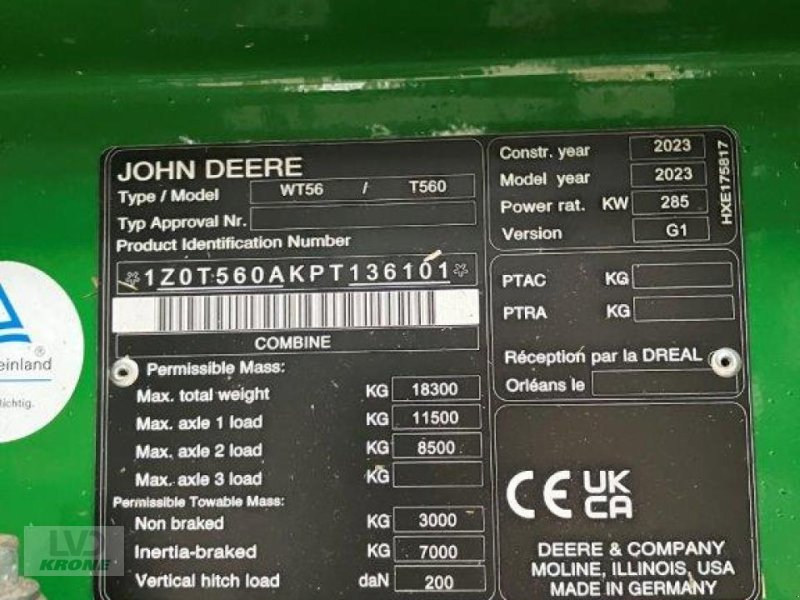 JOHN DEERE
Type / Model WT56 / T560
Typ Approval Nr.
Product Identification Number
*1Z0T560AKPT136101*
COMBINE
Permissible Mass:
Max. total weight KG 18300
Max. axle 1 load KG 11500
Max. axle 2 load KG 8500
Max. axle 3 load KG
Permissible Towable Mass:
Non braked KG 3000
Inertia-braked KG 7000
Vertical hitch load daN 200
Constr. year 2023
Model year 2023
Power rat. KW 285
Version G1
HXE175817
PTAC KG
PTRA KG
Réception par la DREAL
Orléans le
CE UK
CA
DEERE & COMPANY
MOLINE, ILLINOIS, USA
MADE IN GERMANY
einland
®
LVD
KRONE